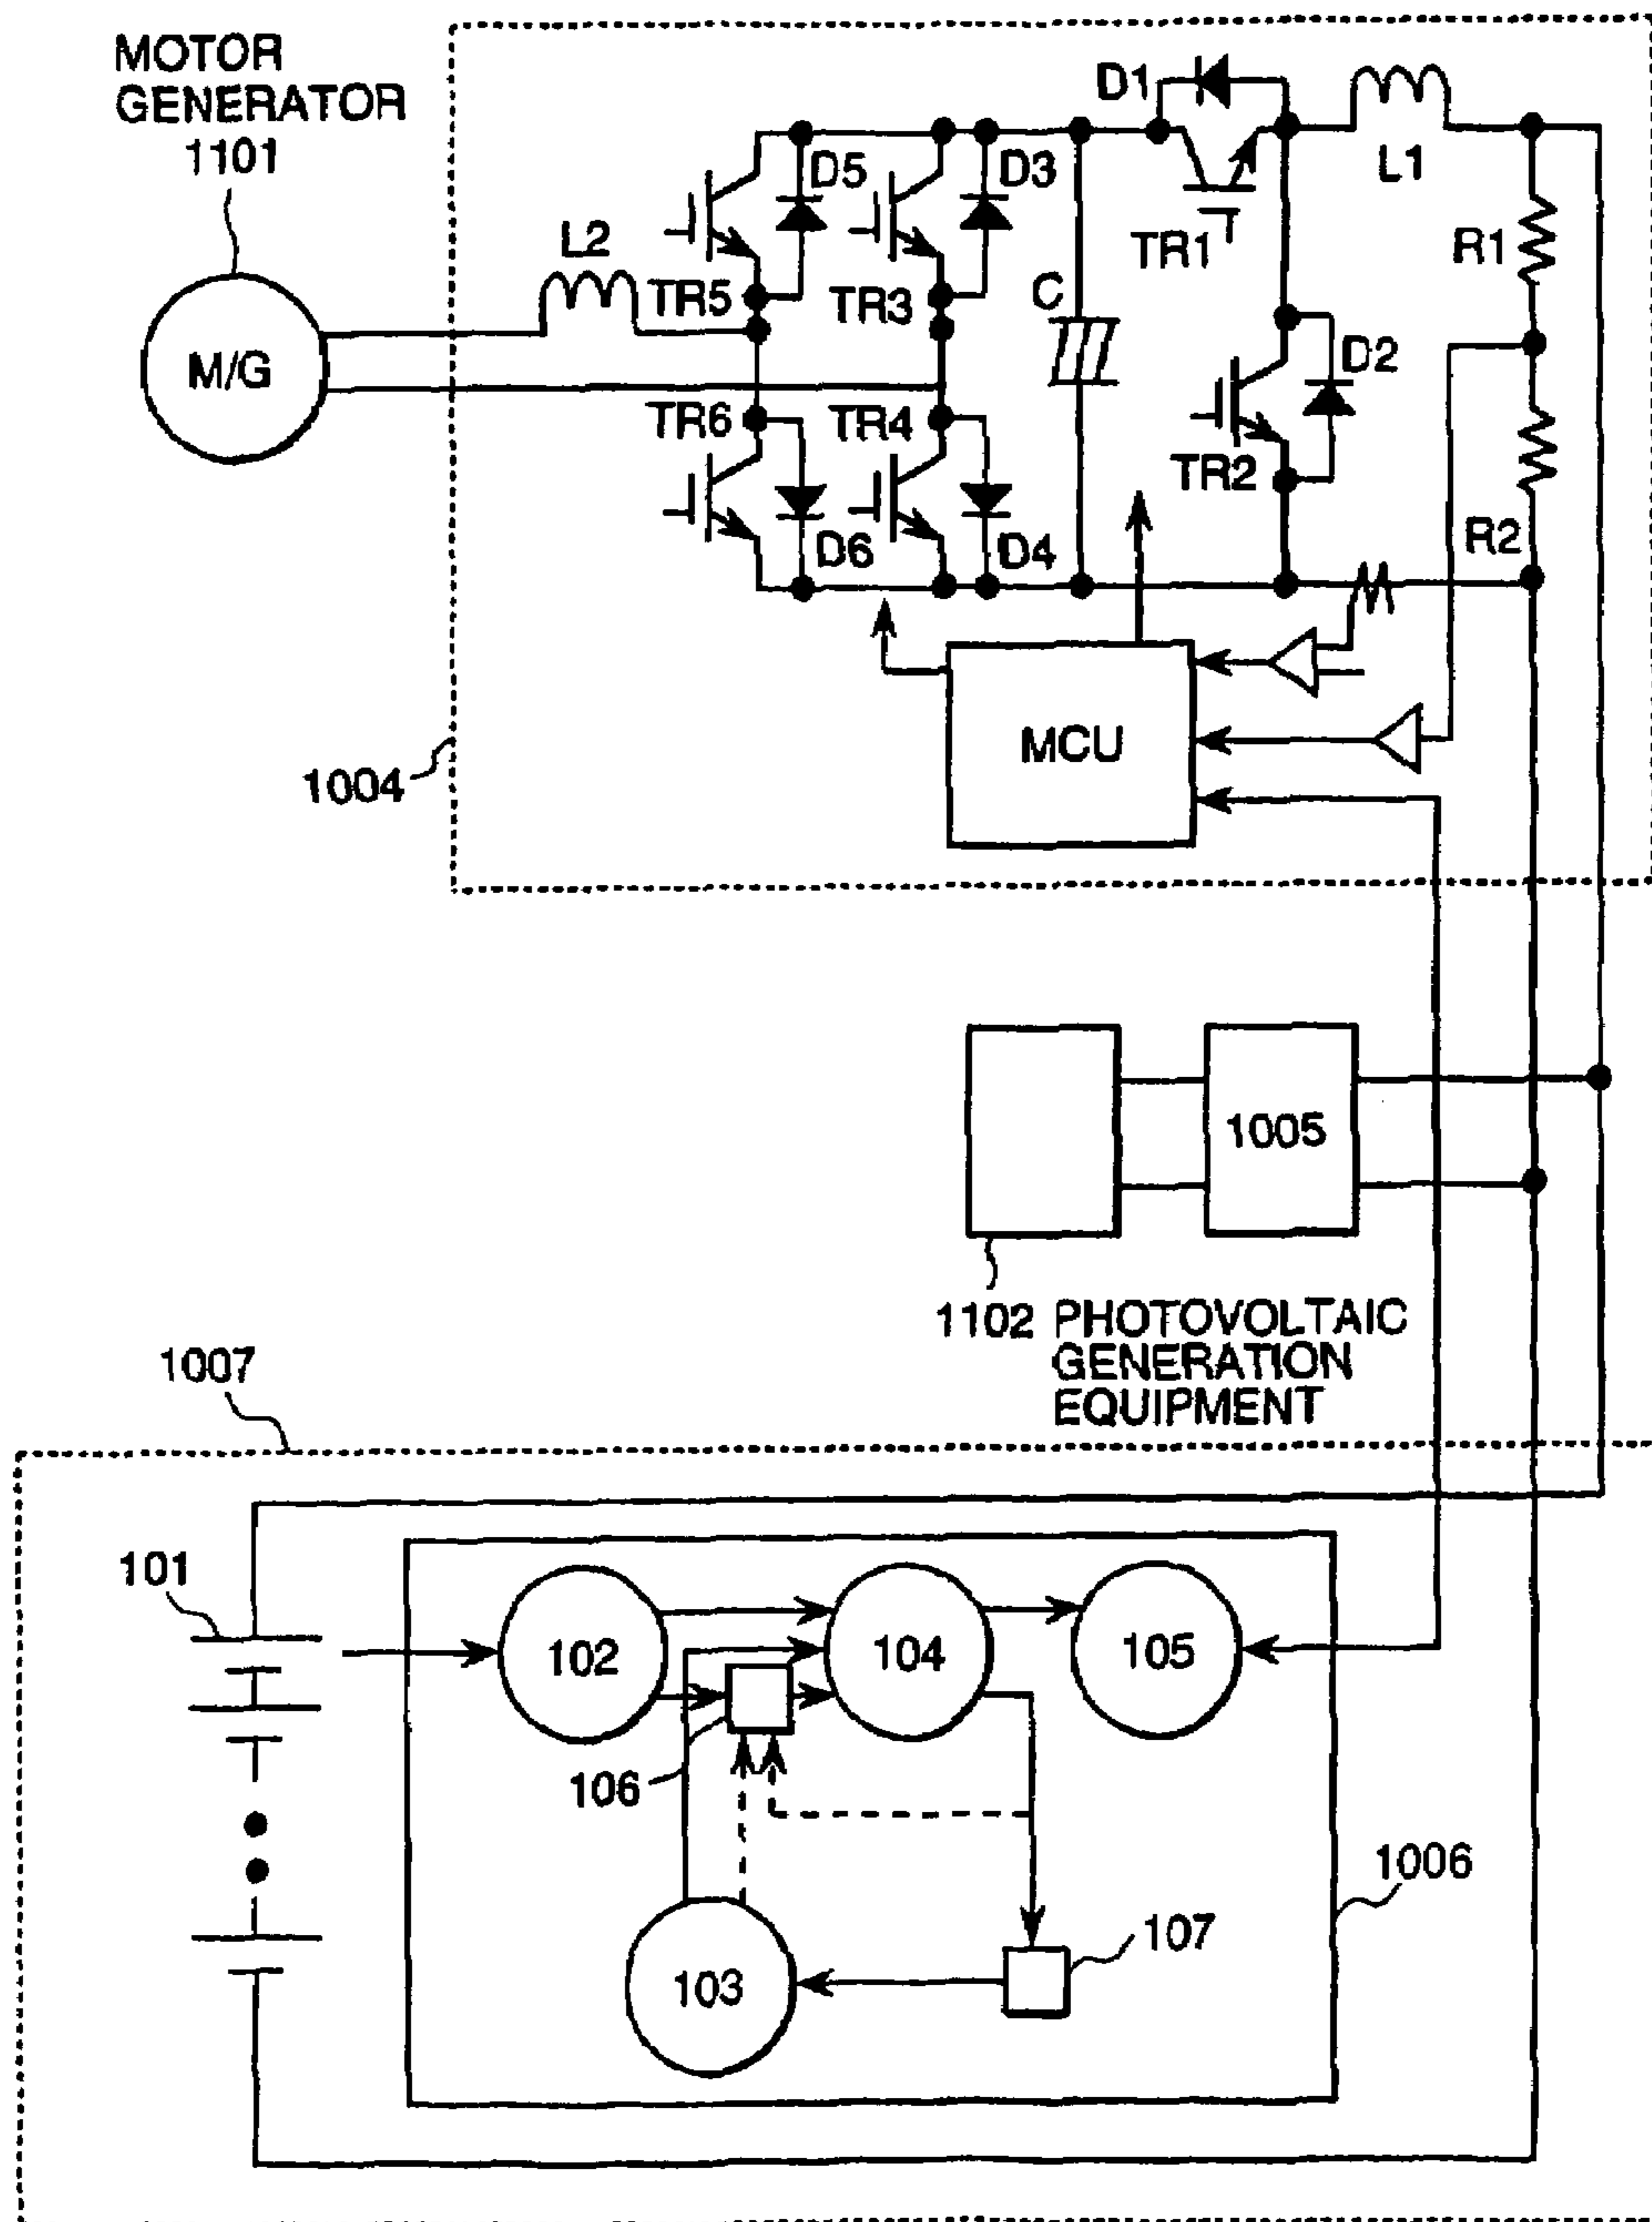 MOTOR
GENERATOR
1101
M/G
L2
D1
TR1
L1
D5
D3
TR5
TR3
C
R1
D2
TR6
TR4
TR2
D6
D4
R2
MCU
1004
1005
1102 PHOTOVOLTAIC
GENERATION
EQUIPMENT
1007
101
102
104
105
106
1006
107
103